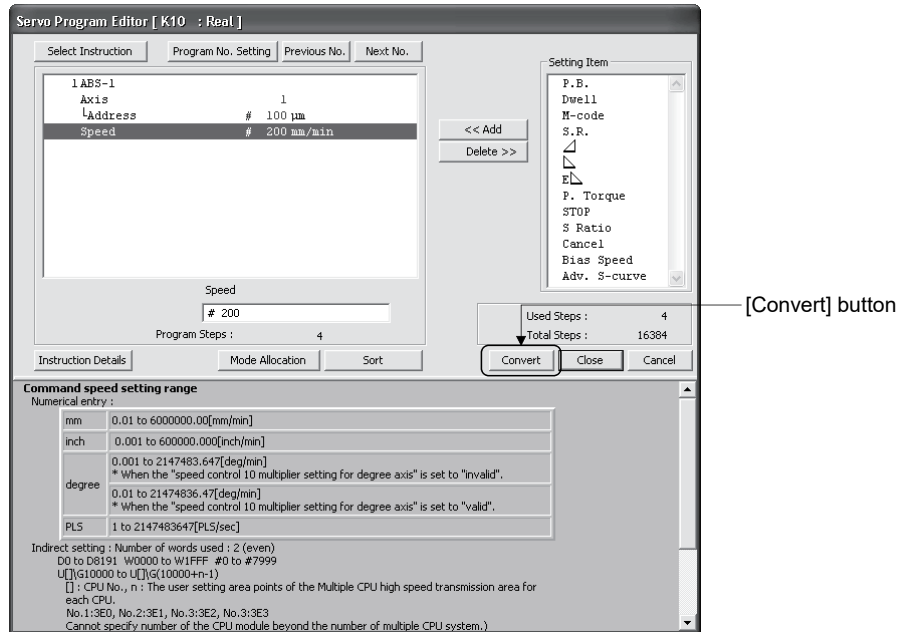 Servo Program Editor [ K10 : Real ]
Select Instruction Program No. Setting Previous No. Next No.
1 ABS-1
Axis 1
Address # 100 µm
Speed # 200 mm/min
<< Add
Delete >>
Setting Item
P.B.
Dwell
M-code
S.R.
E
P. Torque
STOP
S Ratio
Cancel
Bias Speed
Adv. S-curve
Speed
# 200
Program Steps : 4
Used Steps : 4
Total Steps : 16384
[Convert] button
Instruction Details Mode Allocation Sort Convert Close Cancel
Command speed setting range
Numerical entry :
mm 0.01 to 6000000.00[mm/min]
inch 0.001 to 600000.000[inch/min]
degree 0.001 to 2147483.647[deg/min]
* When the "speed control 10 multiplier setting for degree axis" is set to "invalid".
0.01 to 21474836.47[deg/min]
* When the "speed control 10 multiplier setting for degree axis" is set to "valid".
PLS 1 to 2147483647[PLS/sec]
Indirect setting : Number of words used : 2 (even)
D0 to D8191 W0000 to W1FFF #0 to #7999
U[]\G10000 to U[]\G(10000+n-1)
[] : CPU No., n : The user setting area points of the Multiple CPU high speed transmission area for
each CPU.
No.1:3E0, No.2:3E1, No.3:3E2, No.3:3E3
Cannot specify number of the CPU module beyond the number of multiple CPU system.)